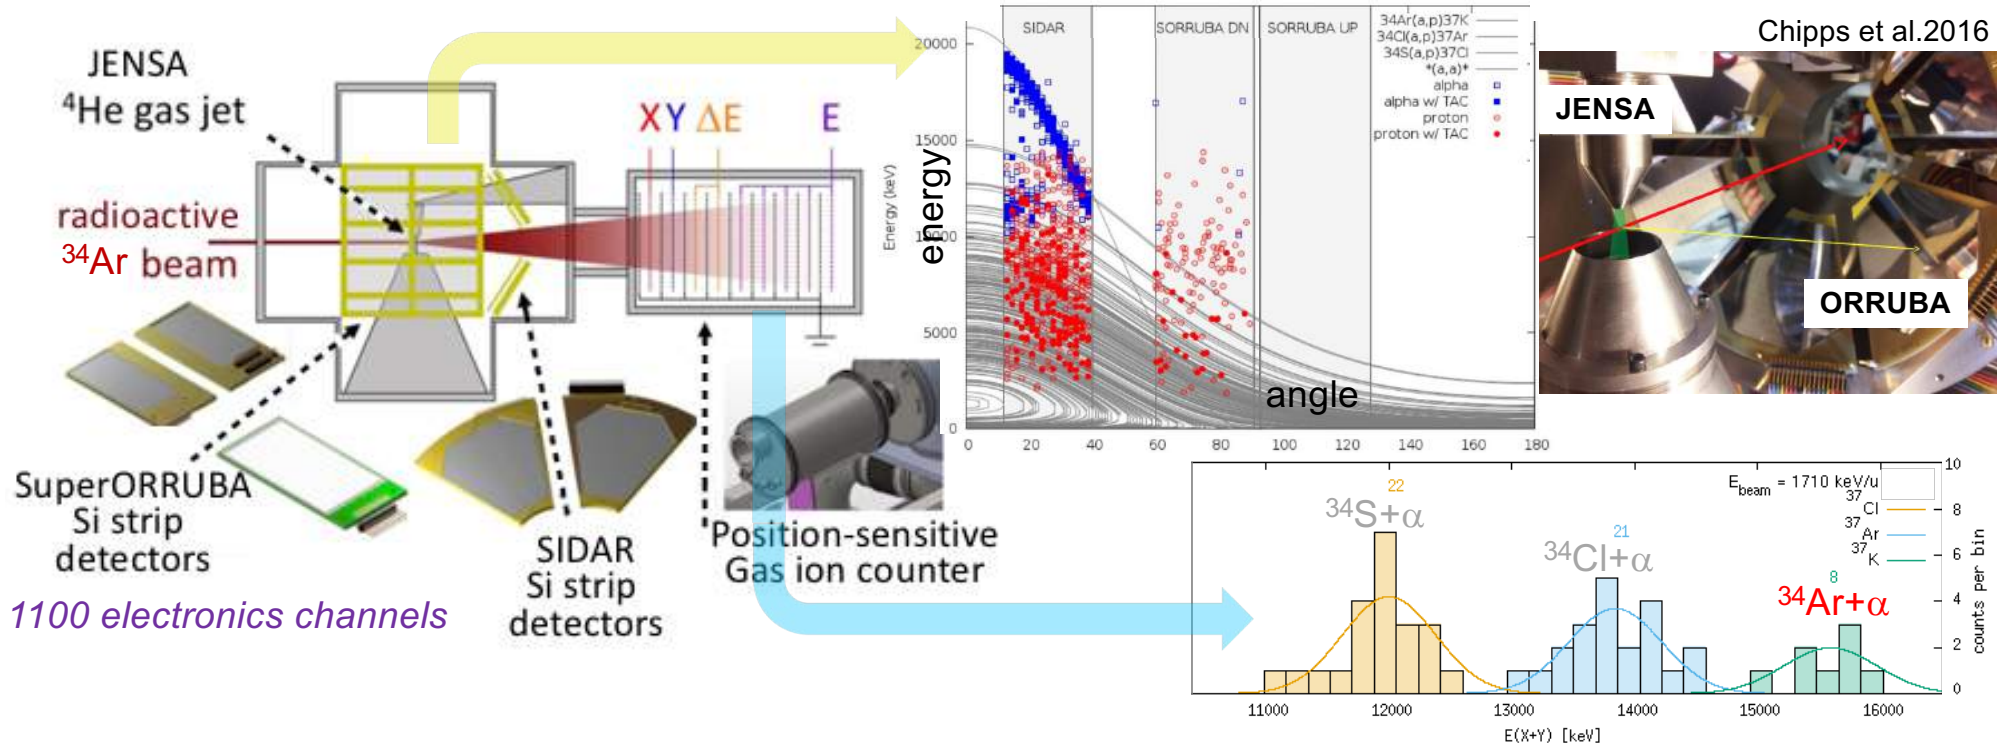 JENSA
⁴He gas jet
radioactive
³⁴Ar beam
X Y ΔE E
SuperORRUBA
Si strip
detectors
SIDAR
Si strip
detectors
Position-sensitive
Gas ion counter
1100 electronics channels
SIDAR
SORRUBA DN
SORRUBA UP
34Ar(a,p)37K
34Cl(a,p)37Ar
34S(a,p)37Cl
*(a,a)*
alpha
alpha w/ TAC
proton
proton w/ TAC
20000
15000
10000
5000
0
Energy (keV)
energy
angle
0 20 40 60 80 100 120 140 160 180
Chipps et al.2016
JENSA
ORRUBA
E_beam = 1710 keV/u
³⁷Cl
³⁷Ar
³⁷K
22
³⁴S+α
21
³⁴Cl+α
8
³⁴Ar+α
10
8
6
4
2
0
counts per bin
11000 12000 13000 14000 15000 16000
E(X+Y) [keV]